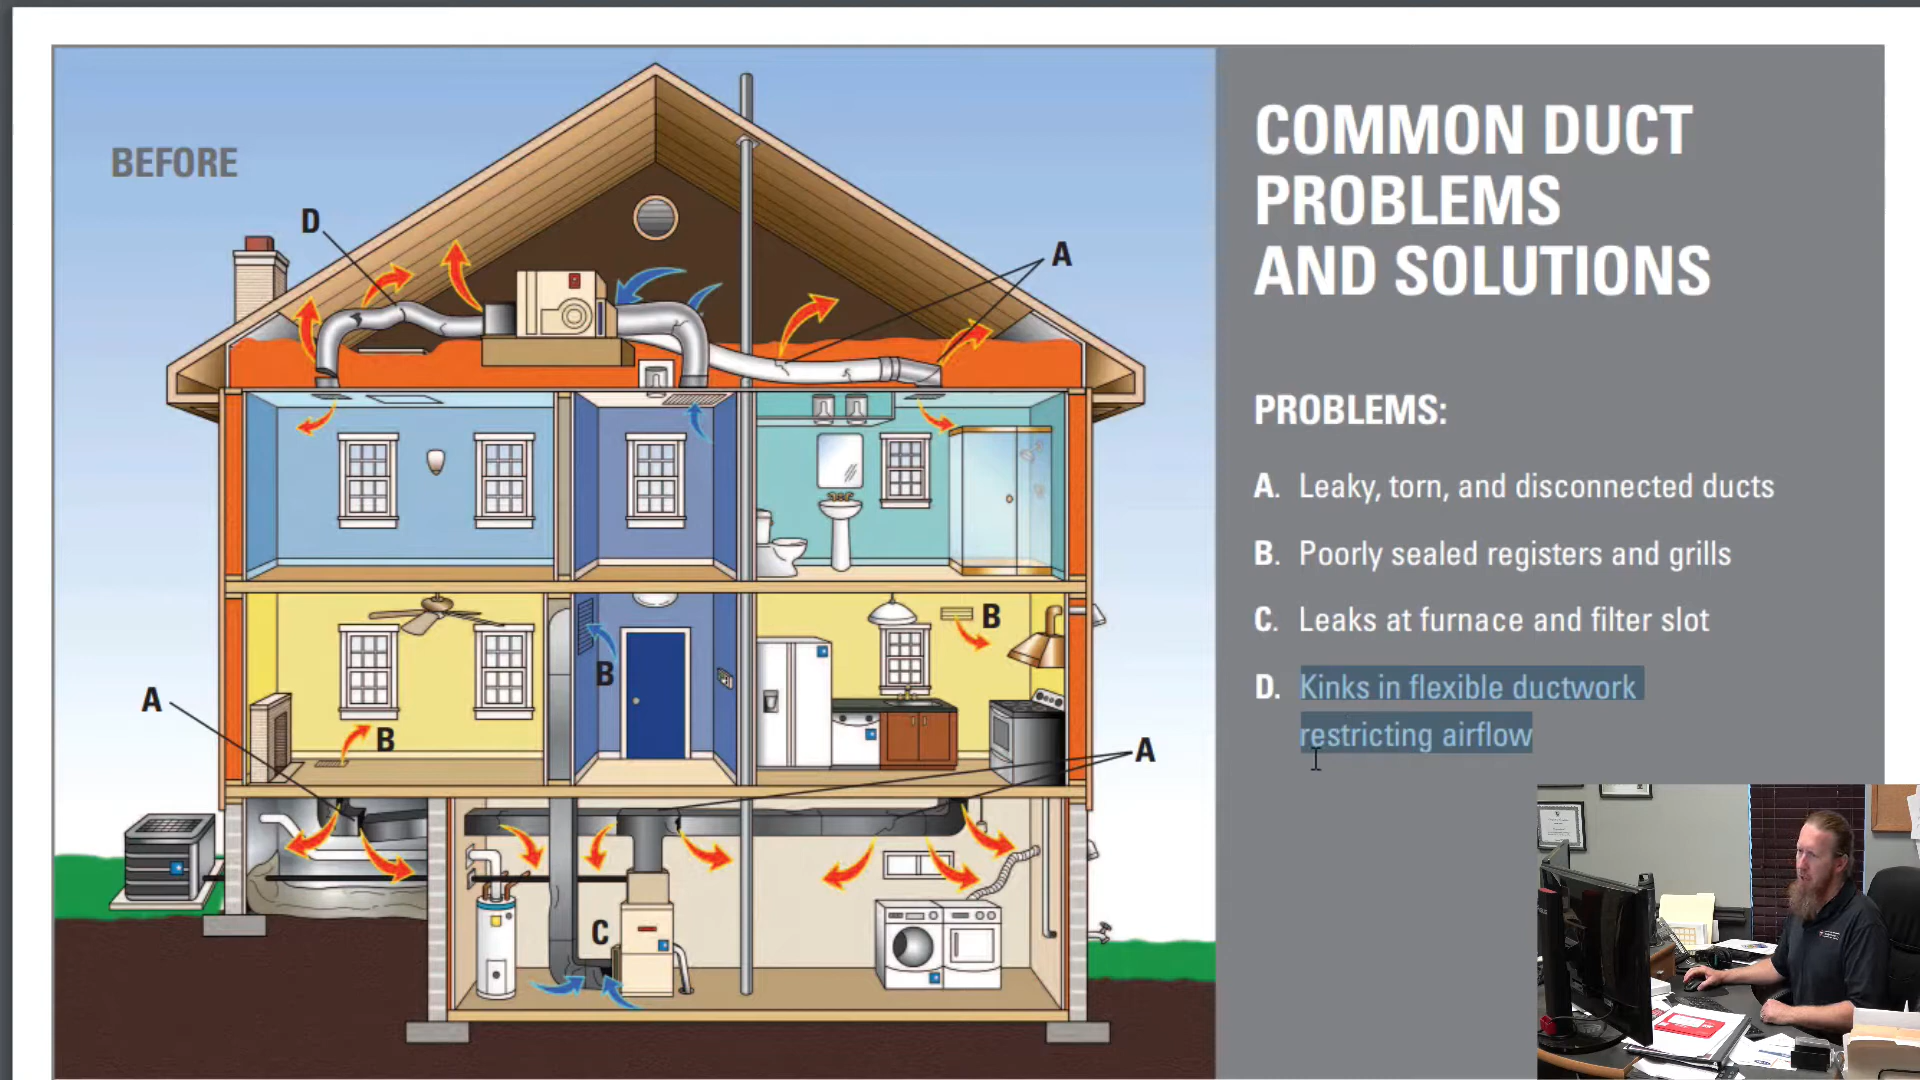 BEFORE
D
A
COMMON DUCT
PROBLEMS
AND SOLUTIONS
PROBLEMS:
A. Leaky, torn, and disconnected ducts
B. Poorly sealed registers and grills
C. Leaks at furnace and filter slot
D. Kinks in flexible ductwork
restricting airflow
B
B
A
B
A
C